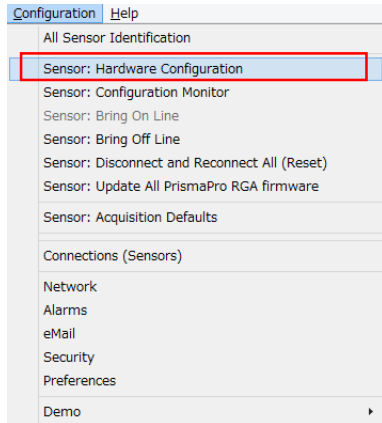 Configuration Help
All Sensor Identification
Sensor: Hardware Configuration
Sensor: Configuration Monitor
Sensor: Bring On Line
Sensor: Bring Off Line
Sensor: Disconnect and Reconnect All (Reset)
Sensor: Update All PrismaPro RGA firmware
Sensor: Acquisition Defaults
Connections (Sensors)
Network
Alarms
eMail
Security
Preferences
Demo